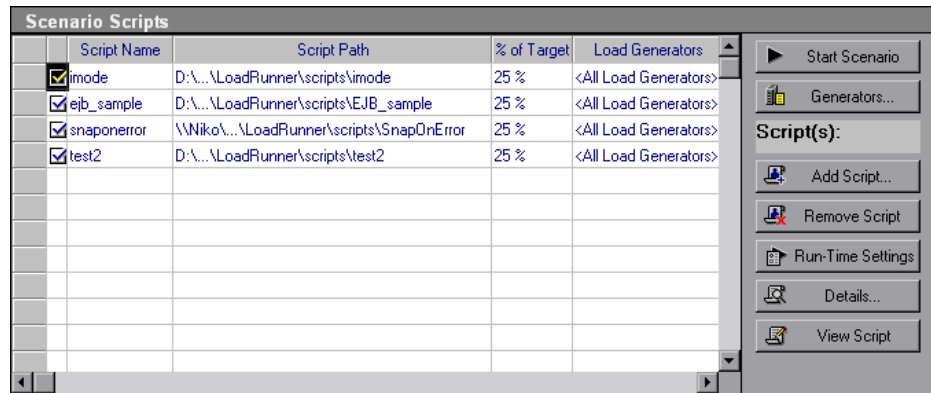 Scenario Scripts
Script Name Script Path % of Target Load Generators
imode D:\...\LoadRunner\scripts\imode 25 % <All Load Generators>
ejb_sample D:\...\LoadRunner\scripts\EJB_sample 25 % <All Load Generators>
snaponerror \\Niko\...\LoadRunner\scripts\SnapOnError 25 % <All Load Generators>
test2 D:\...\LoadRunner\scripts\test2 25 % <All Load Generators>
Start Scenario
Generators...
Script(s):
Add Script...
Remove Script
Run-Time Settings
Details...
View Script